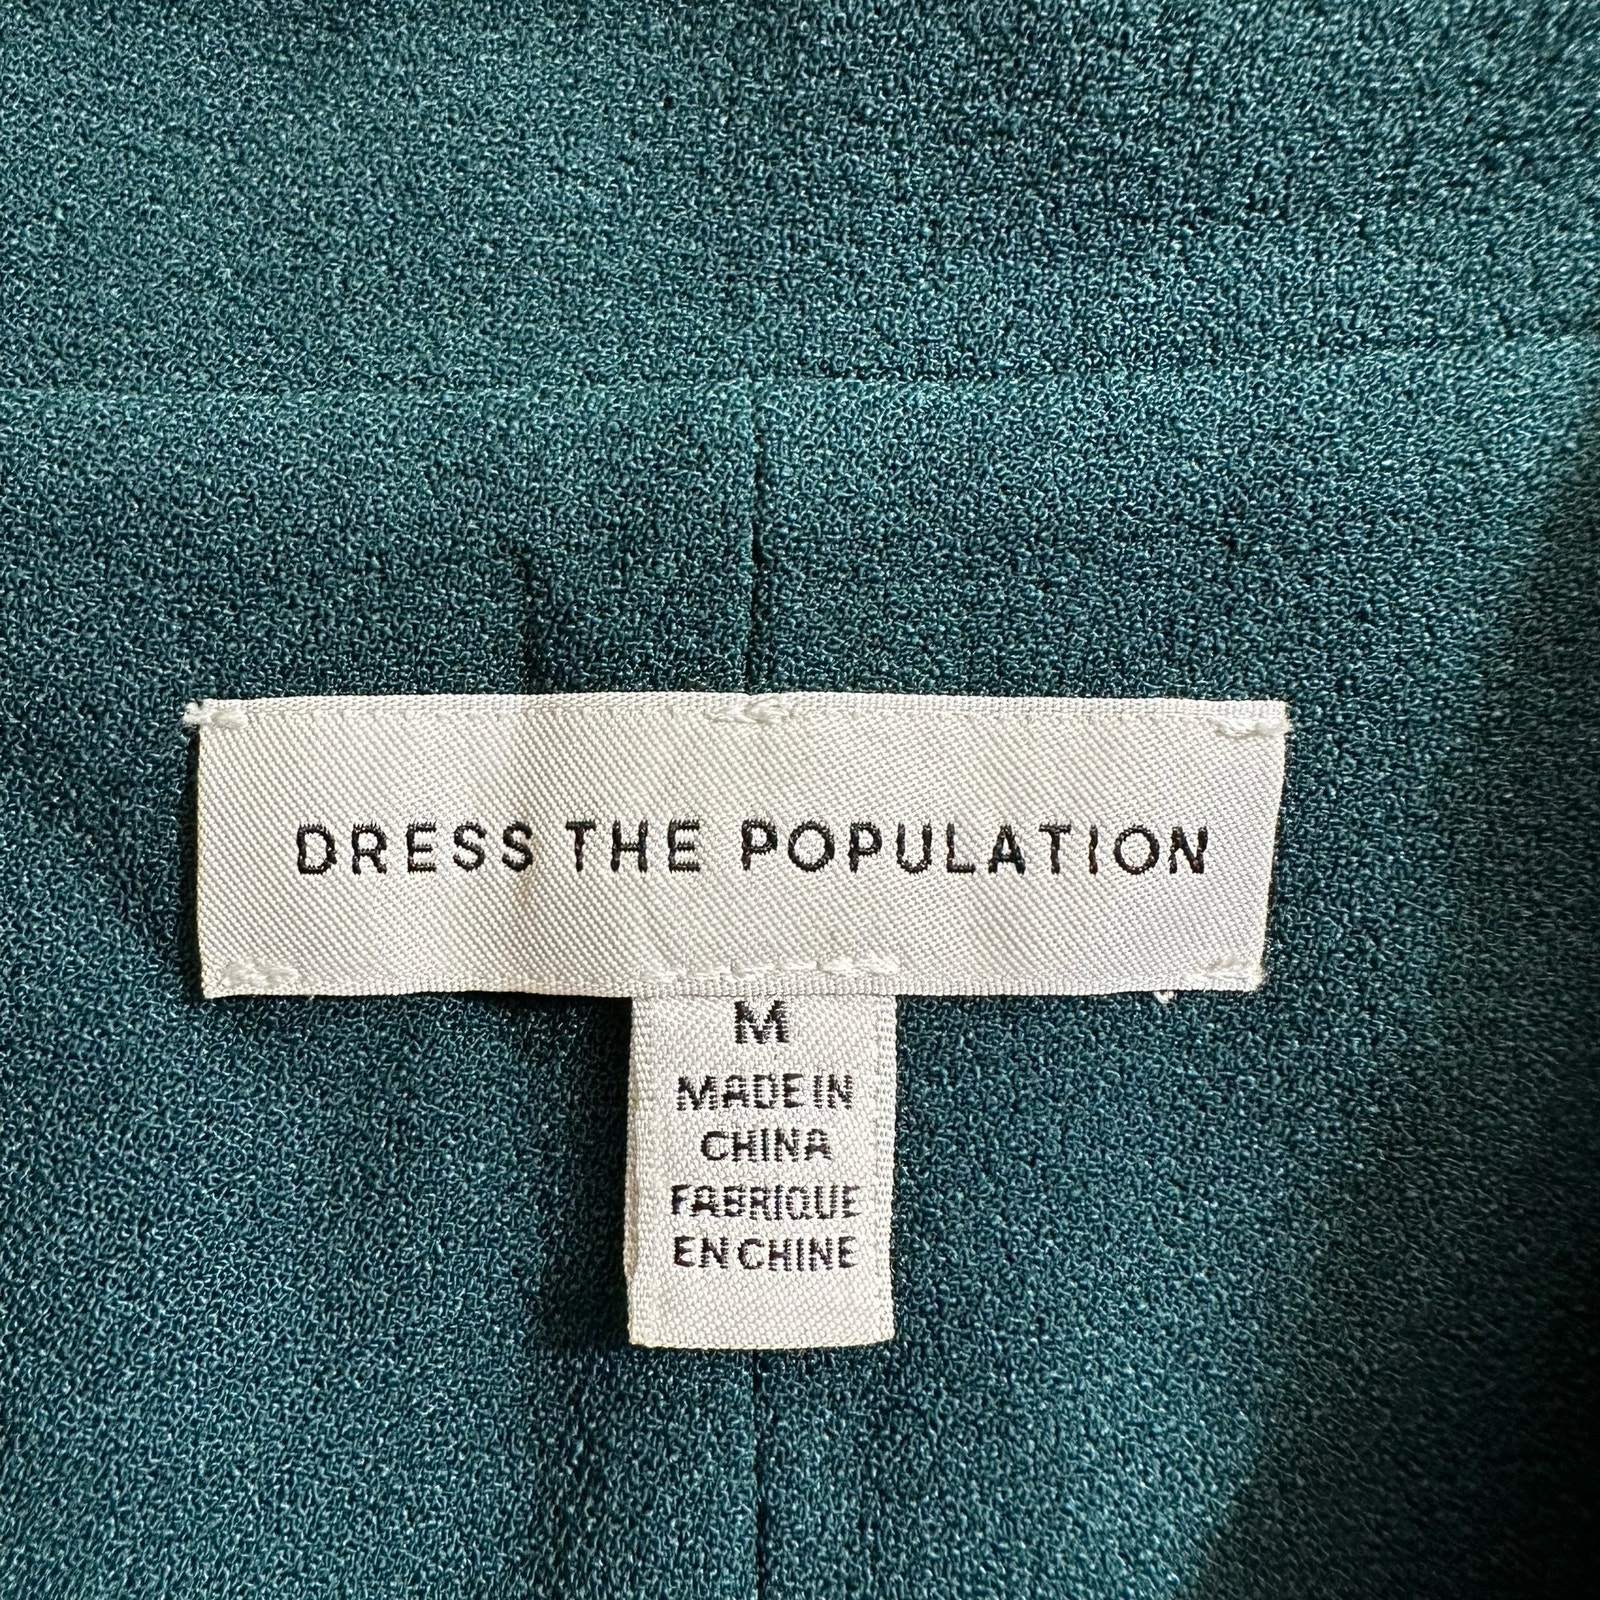 DRESS THE POPULATION
M
MADE IN
CHINA
FABRIQUE
EN CHINE